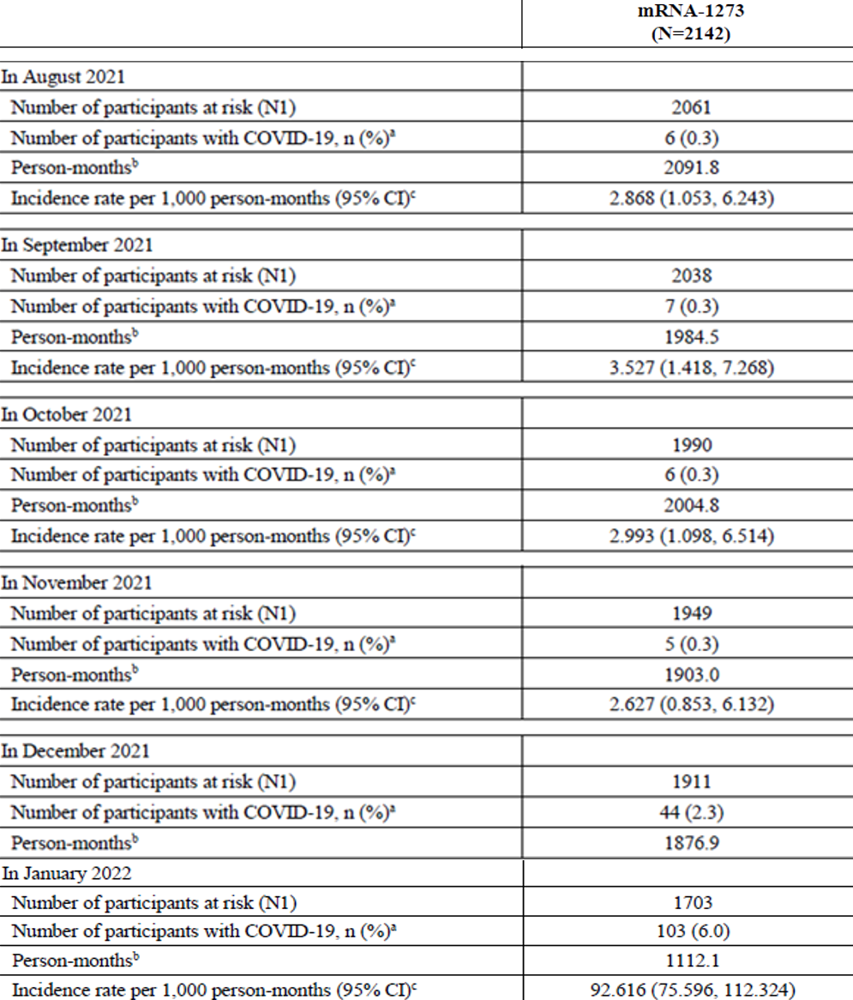 mRNA-1273
(N=2142)
In August 2021
Number of participants at risk (N1) 2061
Number of participants with COVID-19, n (%)ᵃ 6 (0.3)
Person-monthsᵇ 2091.8
Incidence rate per 1,000 person-months (95% CI)ᶜ 2.868 (1.053, 6.243)
In September 2021
Number of participants at risk (N1) 2038
Number of participants with COVID-19, n (%)ᵃ 7 (0.3)
Person-monthsᵇ 1984.5
Incidence rate per 1,000 person-months (95% CI)ᶜ 3.527 (1.418, 7.268)
In October 2021
Number of participants at risk (N1) 1990
Number of participants with COVID-19, n (%)ᵃ 6 (0.3)
Person-monthsᵇ 2004.8
Incidence rate per 1,000 person-months (95% CI)ᶜ 2.993 (1.098, 6.514)
In November 2021
Number of participants at risk (N1) 1949
Number of participants with COVID-19, n (%)ᵃ 5 (0.3)
Person-monthsᵇ 1903.0
Incidence rate per 1,000 person-months (95% CI)ᶜ 2.627 (0.853, 6.132)
In December 2021
Number of participants at risk (N1) 1911
Number of participants with COVID-19, n (%)ᵃ 44 (2.3)
Person-monthsᵇ 1876.9
In January 2022
Number of participants at risk (N1) 1703
Number of participants with COVID-19, n (%)ᵃ 103 (6.0)
Person-monthsᵇ 1112.1
Incidence rate per 1,000 person-months (95% CI)ᶜ 92.616 (75.596, 112.324)